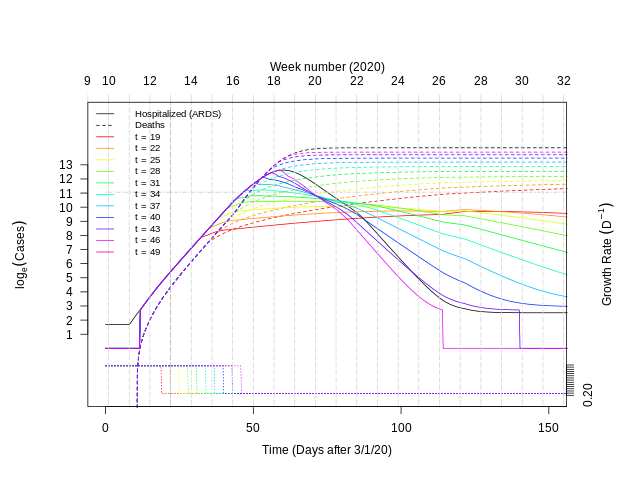 Week number (2020)
9 10 12 14 16 18 20 22 24 26 28 30 32
Hospitalized (ARDS)
Deaths
t = 19
t = 22
t = 25
t = 28
t = 31
t = 34
t = 37
t = 40
t = 43
t = 46
t = 49
13
12
11
10
9
8
7
6
5
4
3
2
1
logₑ(Cases)
Growth Rate (D⁻¹)
0.20
0 50 100 150
Time (Days after 3/1/20)